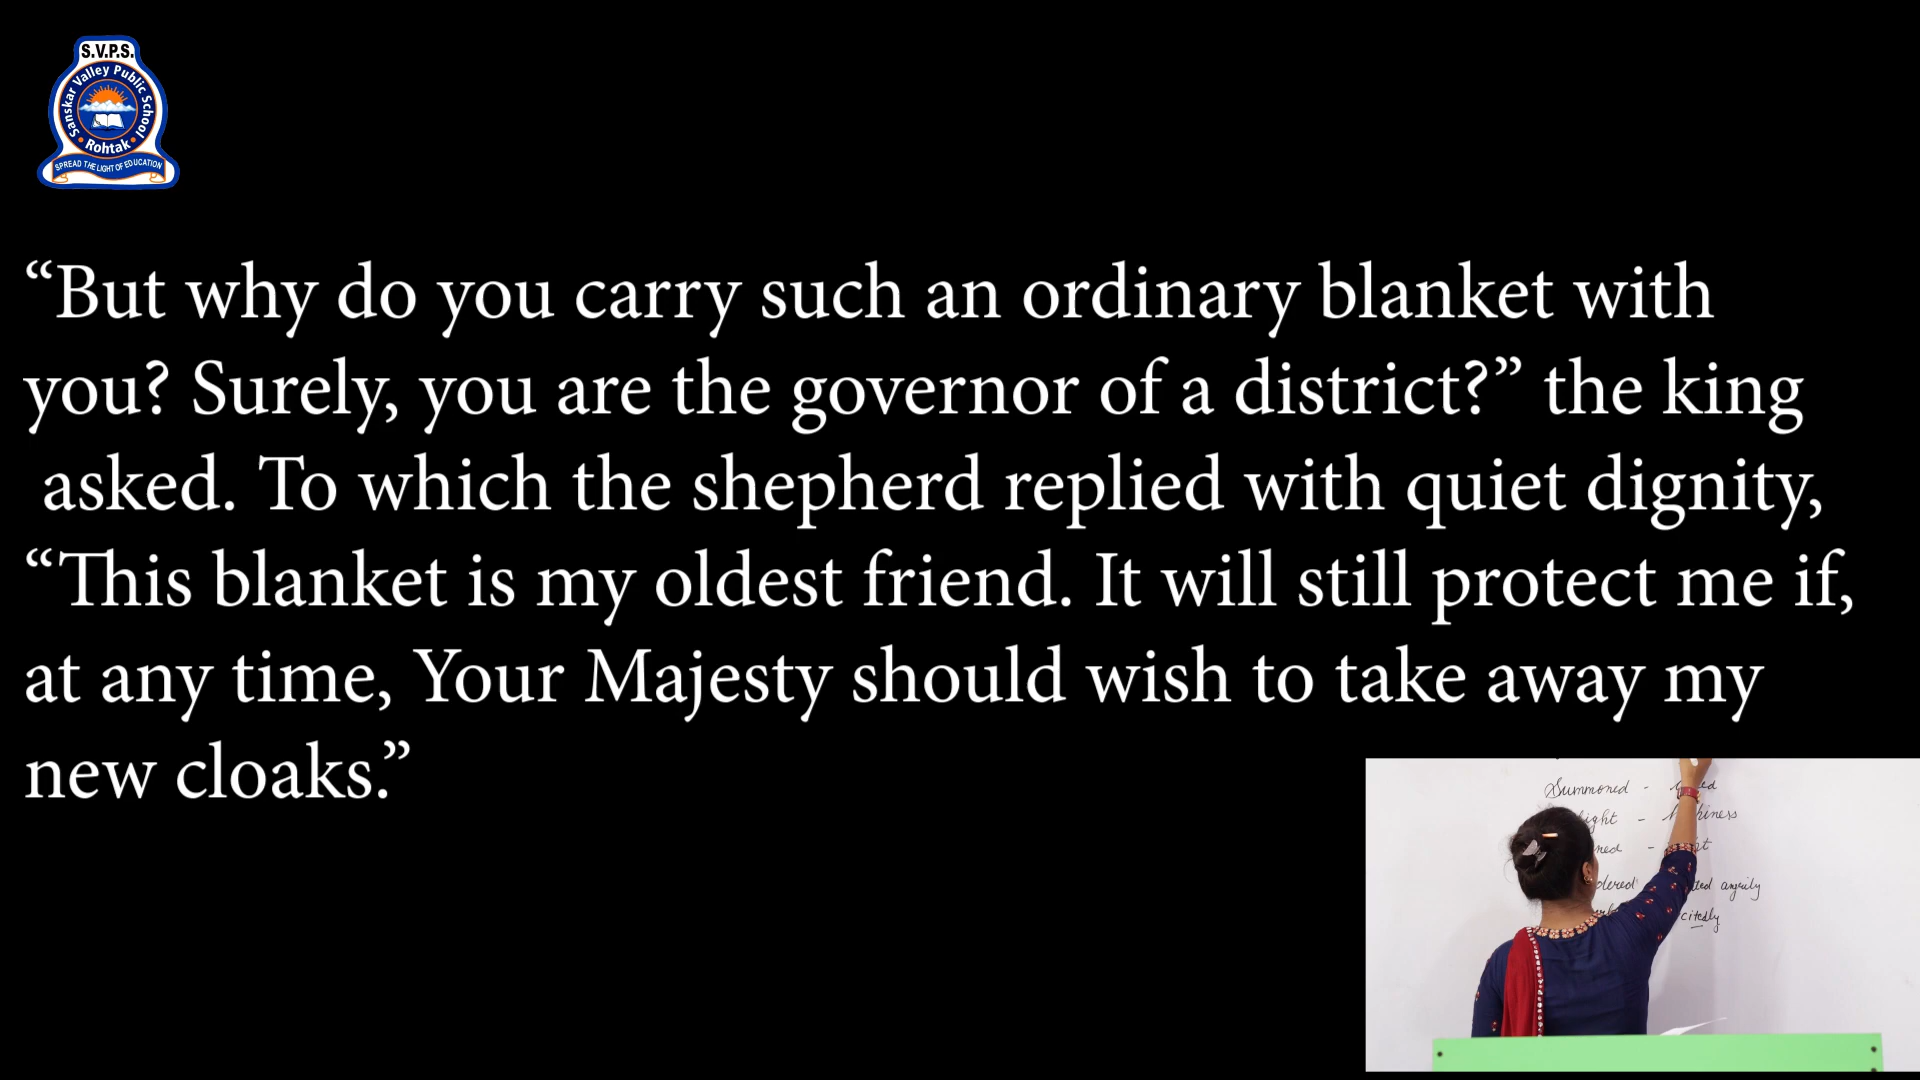 S.V.P.S.
Sanskar Valley Public School
Rohtak
SPREAD THE LIGHT OF EDUCATION
“But why do you carry such an ordinary blanket with
you? Surely, you are the governor of a district?” the king
asked. To which the shepherd replied with quiet dignity,
“This blanket is my oldest friend. It will still protect me if,
at any time, Your Majesty should wish to take away my
new cloaks.”
Summoned -
-
-
angrily